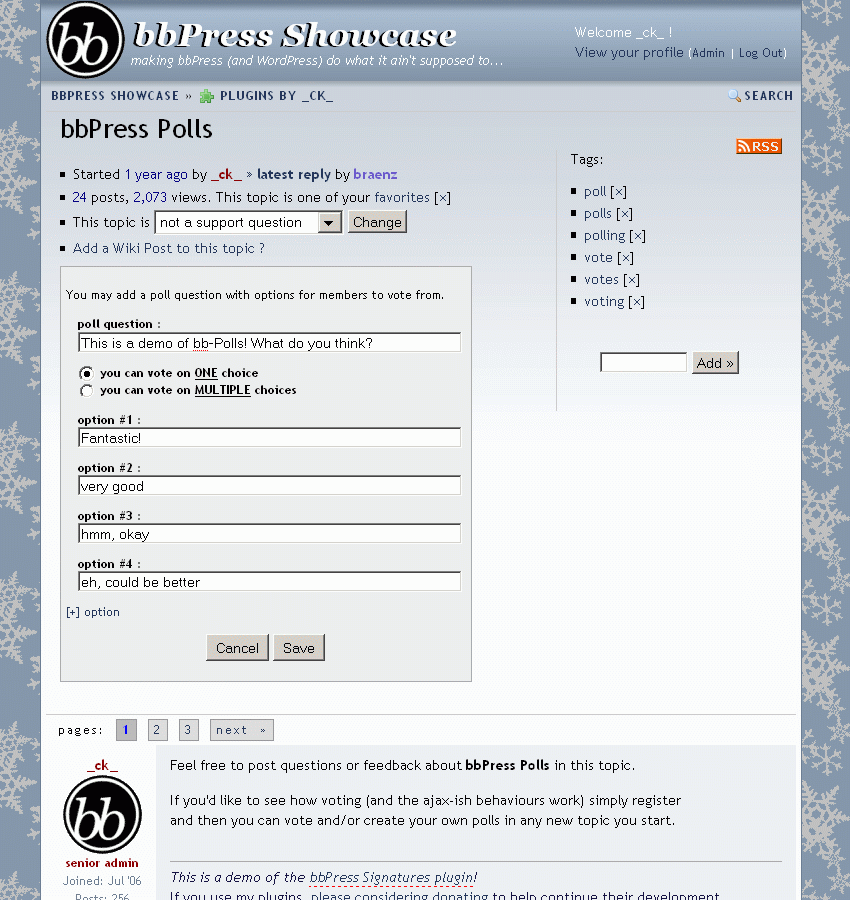 bb bbPress Showcase
making bbPress (and WordPress) do what it ain't supposed to...
Welcome _ck_ !
View your profile (Admin | Log Out)
BBPRESS SHOWCASE » PLUGINS BY _CK_
SEARCH
bbPress Polls
RSS
Started 1 year ago by _ck_ » latest reply by braenz
24 posts, 2,073 views. This topic is one of your favorites [×]
This topic is not a support question Change
Add a Wiki Post to this topic ?
Tags:
poll [×]
polls [×]
polling [×]
vote [×]
votes [×]
voting [×]
Add »
You may add a poll question with options for members to vote from.
poll question :
This is a demo of bb-Polls! What do you think?
you can vote on ONE choice
you can vote on MULTIPLE choices
option #1 :
Fantastic!
option #2 :
very good
option #3 :
hmm, okay
option #4 :
eh, could be better
[+] option
Cancel Save
pages: 1 2 3 next »
_ck_
bb
senior admin
Joined: Jul '06
Posts: 256
Feel free to post questions or feedback about bbPress Polls in this topic.
If you'd like to see how voting (and the ajax-ish behaviours work) simply register
and then you can vote and/or create your own polls in any new topic you start.
This is a demo of the bbPress Signatures plugin!
If you use my plugins, please considering donating to help continue their development.